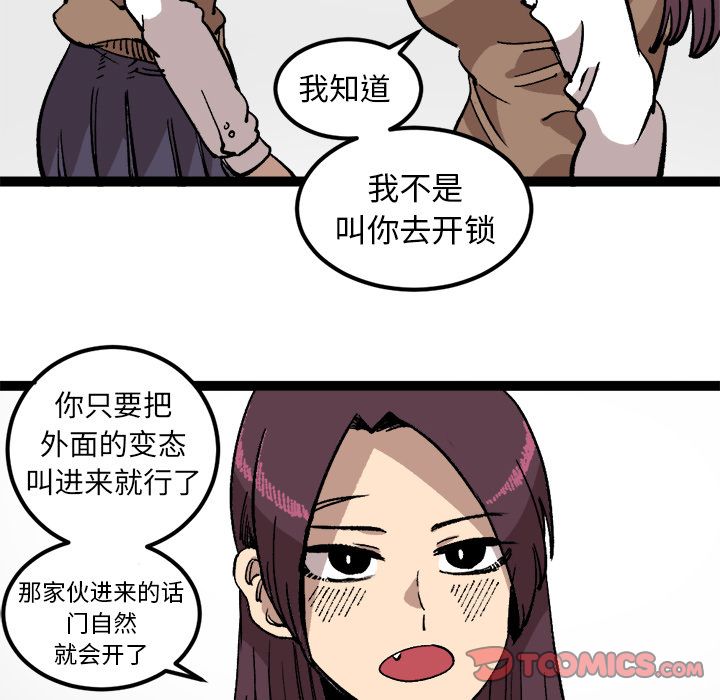 我知道
我不是
叫你去开锁
你只要把
外面的变态
叫进来就行了
那家伙进来的话
门自然
就会开了
TOOMICS.COM